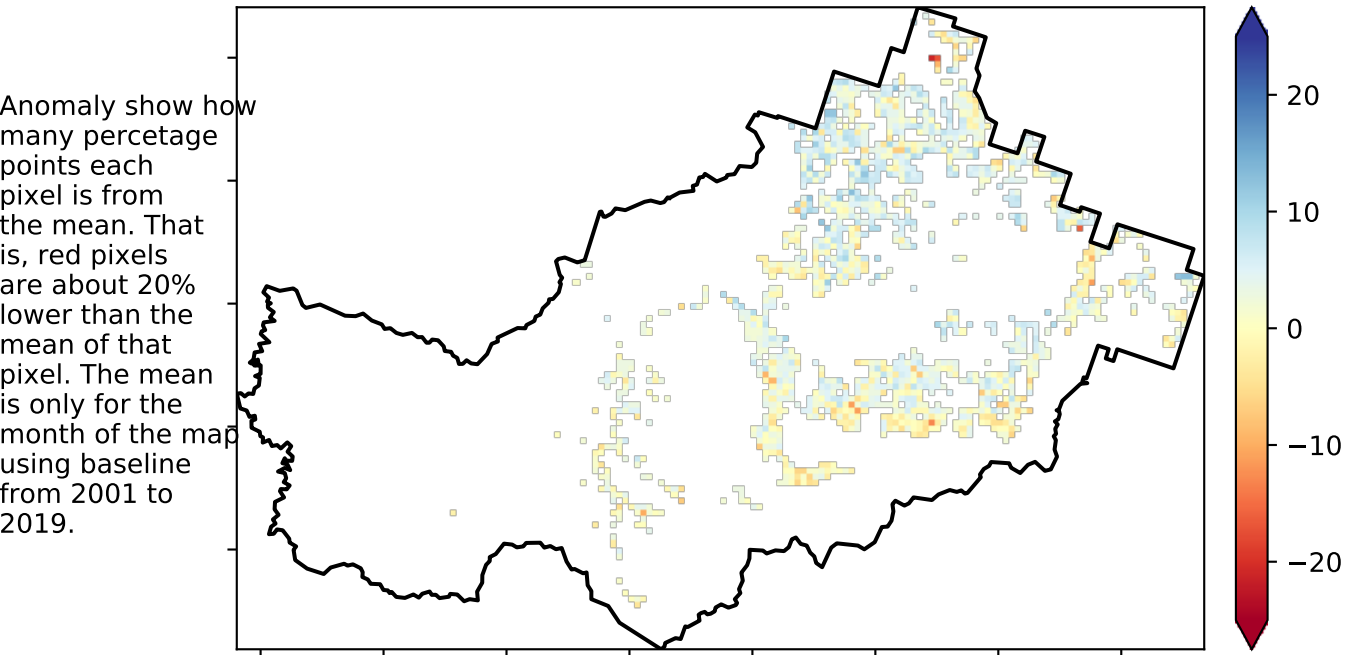 Anomaly show how
many percetage
points each
pixel is from
the mean. That
is, red pixels
are about 20%
lower than the
mean of that
pixel. The mean
is only for the
month of the map
using baseline
from 2001 to
2019.
20
10
0
−10
−20